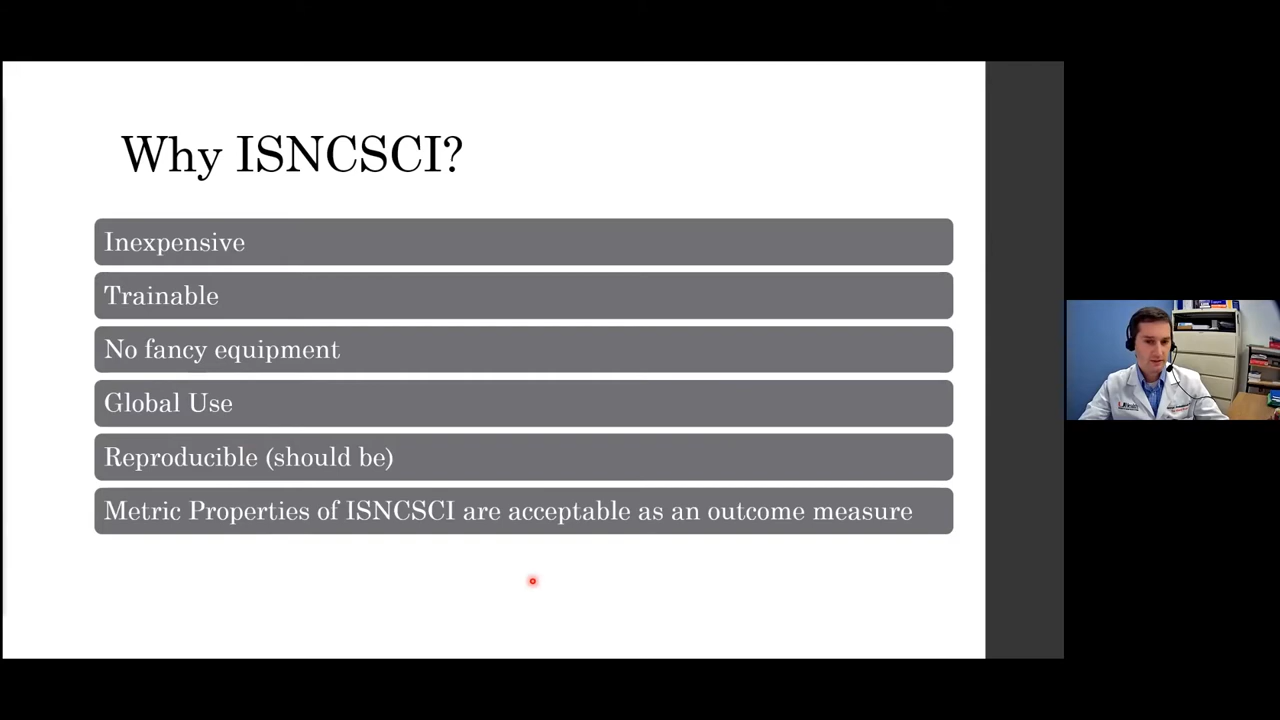 Why ISNCSCI?
Inexpensive
Trainable
No fancy equipment
Global Use
Reproducible (should be)
Metric Properties of ISNCSCI are acceptable as an outcome measure